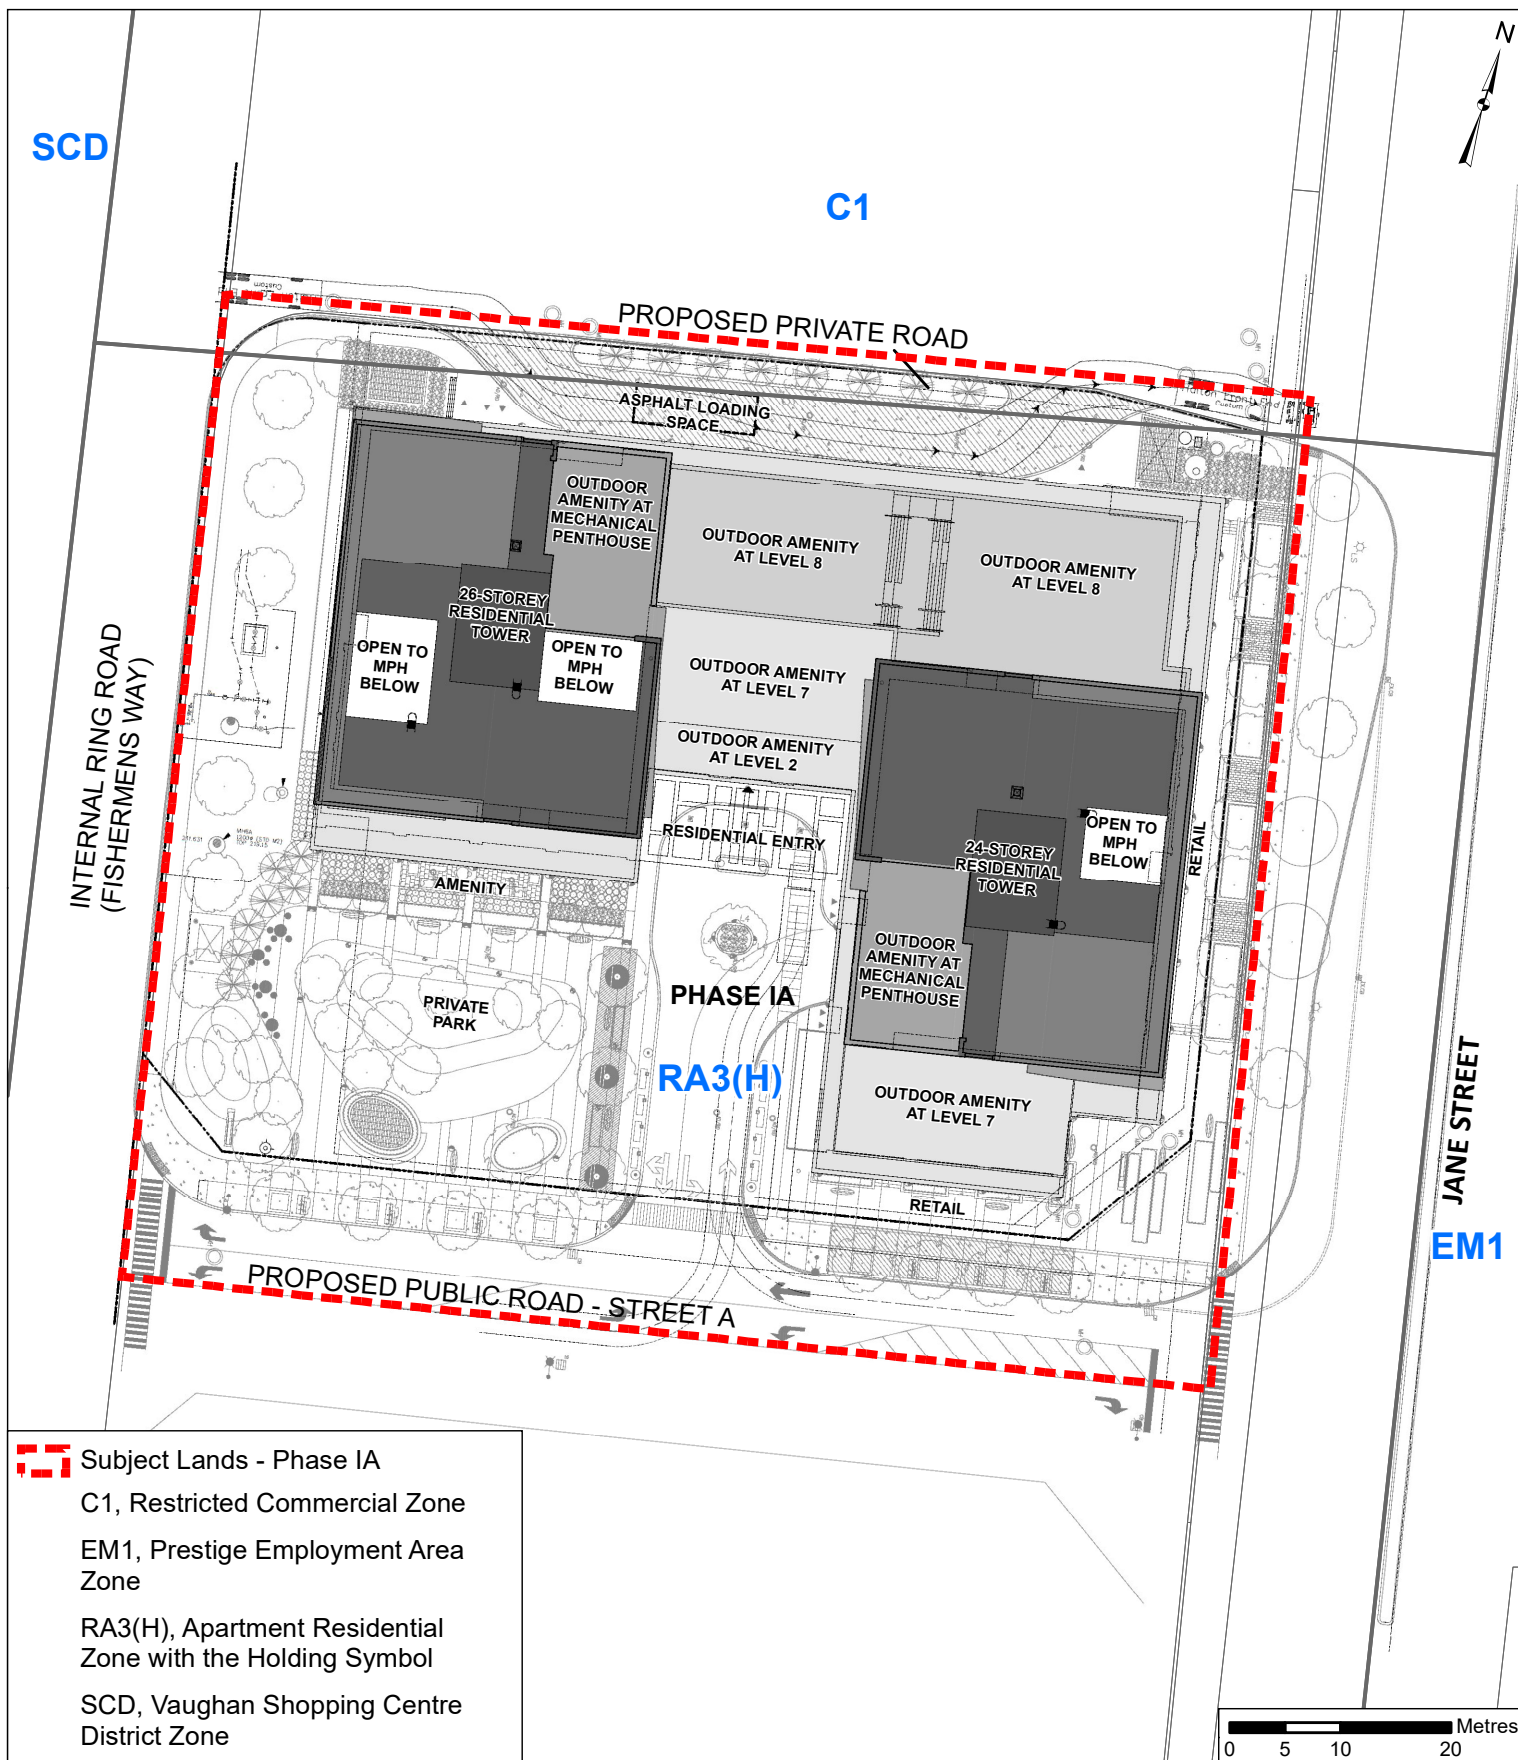 N
SCD
C1
PROPOSED PRIVATE ROAD
ASPHALT LOADING
SPACE
OUTDOOR
AMENITY AT
MECHANICAL
PENTHOUSE
OUTDOOR AMENITY
AT LEVEL 8
OUTDOOR AMENITY
AT LEVEL 8
26-STOREY
RESIDENTIAL
TOWER
OPEN TO
MPH
BELOW
OPEN TO
MPH
BELOW
OUTDOOR AMENITY
AT LEVEL 7
OUTDOOR AMENITY
AT LEVEL 2
INTERNAL RING ROAD
(FISHERMENS WAY)
RESIDENTIAL ENTRY
24-STOREY
RESIDENTIAL
TOWER
OPEN TO
MPH
BELOW
RETAIL
AMENITY
OUTDOOR
AMENITY AT
MECHANICAL
PENTHOUSE
PRIVATE
PARK
PHASE IA
RA3(H)
OUTDOOR AMENITY
AT LEVEL 7
JANE STREET
RETAIL
EM1
PROPOSED PUBLIC ROAD - STREET A
Subject Lands - Phase IA
C1, Restricted Commercial Zone
EM1, Prestige Employment Area
Zone
RA3(H), Apartment Residential
Zone with the Holding Symbol
SCD, Vaughan Shopping Centre
District Zone
Metres
0 5 10 20